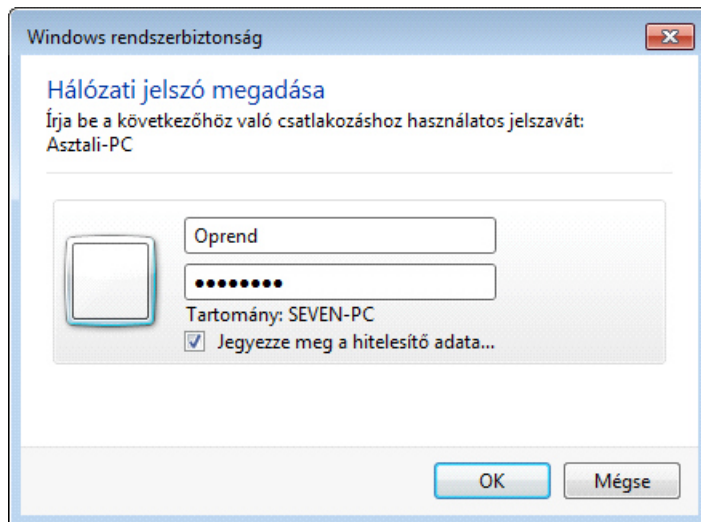 Windows rendszerbiztonság
Hálózati jelszó megadása
Írja be a következőhöz való csatlakozáshoz használatos jelszavát:
Asztali-PC
Oprend
●●●●●●●●
Tartomány: SEVEN-PC
Jegyezze meg a hitelesítő adata...
OK
Mégse